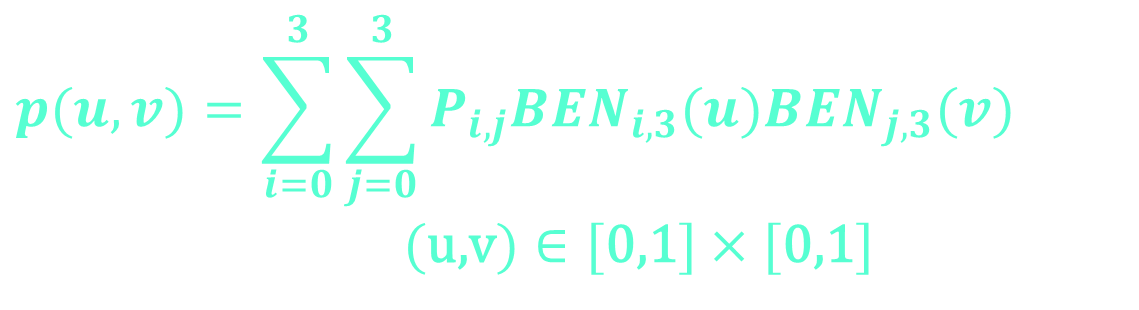 p(u,v) = ∑_{i=0}^{3} ∑_{j=0}^{3} P_{i,j}BEN_{i,3}(u)BEN_{j,3}(v)
(u,v) ∈ [0,1] × [0,1]